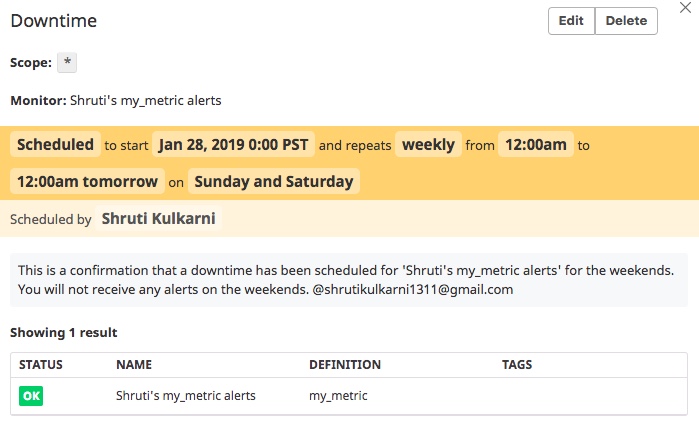 Downtime
Edit Delete
Scope: *
Monitor: Shruti's my_metric alerts
Scheduled to start Jan 28, 2019 0:00 PST and repeats weekly from 12:00am to
12:00am tomorrow on Sunday and Saturday
Scheduled by Shruti Kulkarni
This is a confirmation that a downtime has been scheduled for 'Shruti's my_metric alerts' for the weekends.
You will not receive any alerts on the weekends. @shrutikulkarni1311@gmail.com
Showing 1 result
STATUS NAME DEFINITION TAGS
OK Shruti's my_metric alerts my_metric